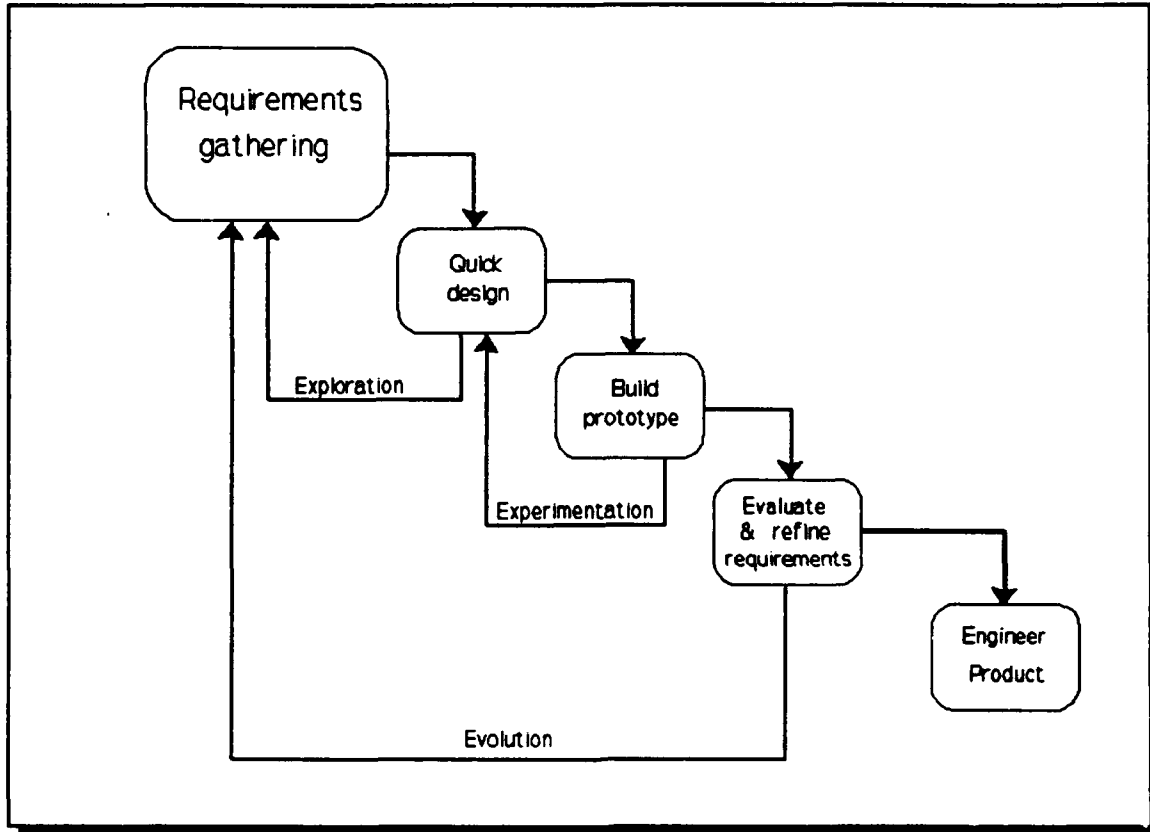 Requirements
gathering
Quick
design
Exploration
Build
prototype
Experimentation
Evaluate
& refine
requirements
Engineer
Product
Evolution